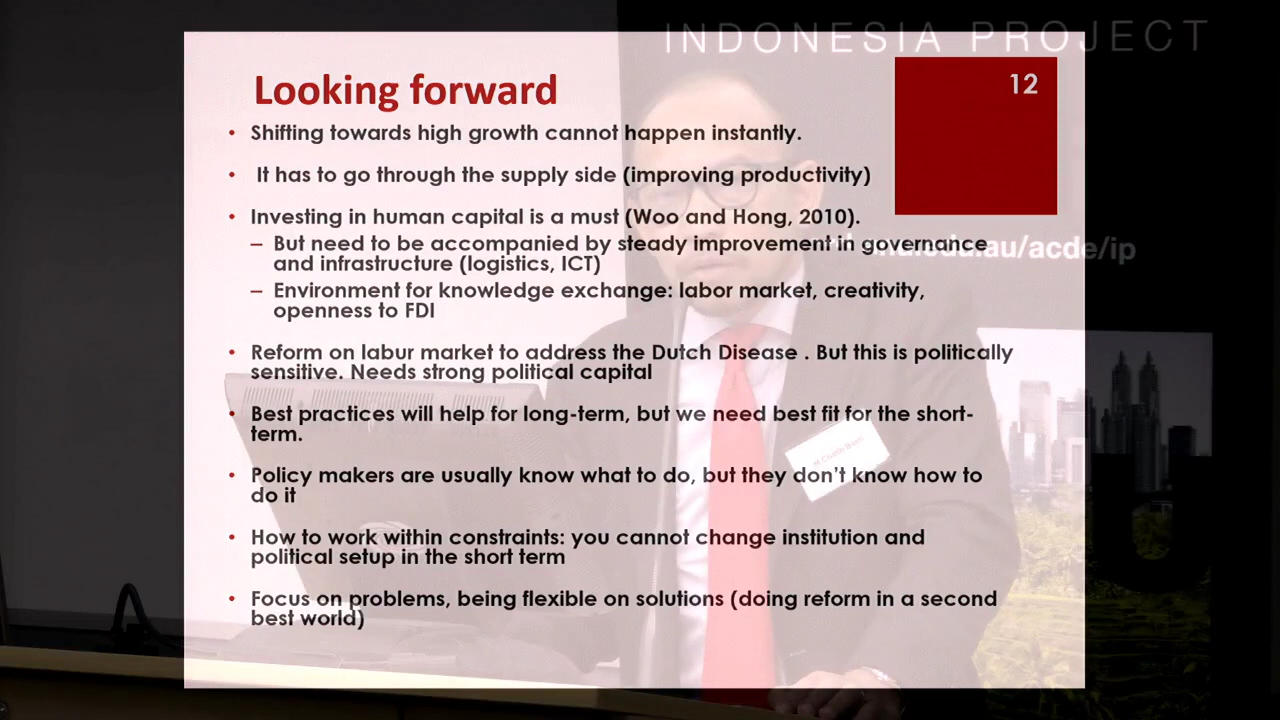 INDONESIA PROJECT
12
Looking forward
• Shifting towards high growth cannot happen instantly.
• It has to go through the supply side (improving productivity)
• Investing in human capital is a must (Woo and Hong, 2010).
– But need to be accompanied by steady improvement in governance
and infrastructure (logistics, ICT)
– Environment for knowledge exchange: labor market, creativity,
openness to FDI
• Reform on labur market to address the Dutch Disease . But this is politically
sensitive. Needs strong political capital
• Best practices will help for long-term, but we need best fit for the short-
term.
• Policy makers are usually know what to do, but they don't know how to
do it
• How to work within constraints: you cannot change institution and
political setup in the short term
• Focus on problems, being flexible on solutions (doing reform in a second
best world)